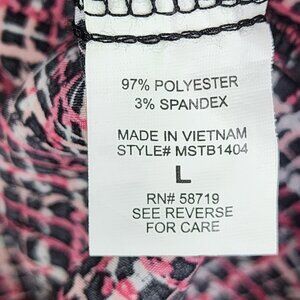 97% POLYESTER
3% SPANDEX
MADE IN VIETNAM
STYLE# MSTB1404
L
RN# 58719
SEE REVERSE
FOR CARE